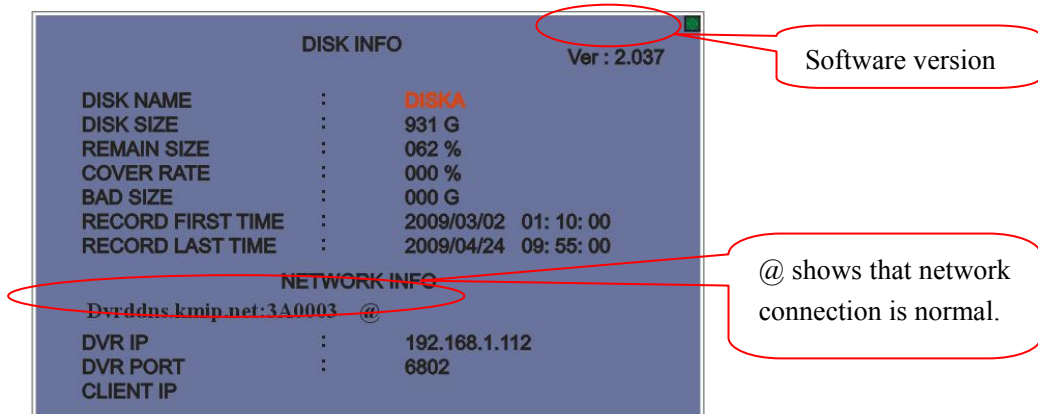 DISK INFO
Ver : 2.037
Software version
DISK NAME : DISKA
DISK SIZE : 931 G
REMAIN SIZE : 062 %
COVER RATE : 000 %
BAD SIZE : 000 G
RECORD FIRST TIME : 2009/03/02 01: 10: 00
RECORD LAST TIME : 2009/04/24 09: 55: 00
NETWORK INFO
@ shows that network
connection is normal.
Dvrddns.kmip.net:3A0003 @
DVR IP : 192.168.1.112
DVR PORT : 6802
CLIENT IP